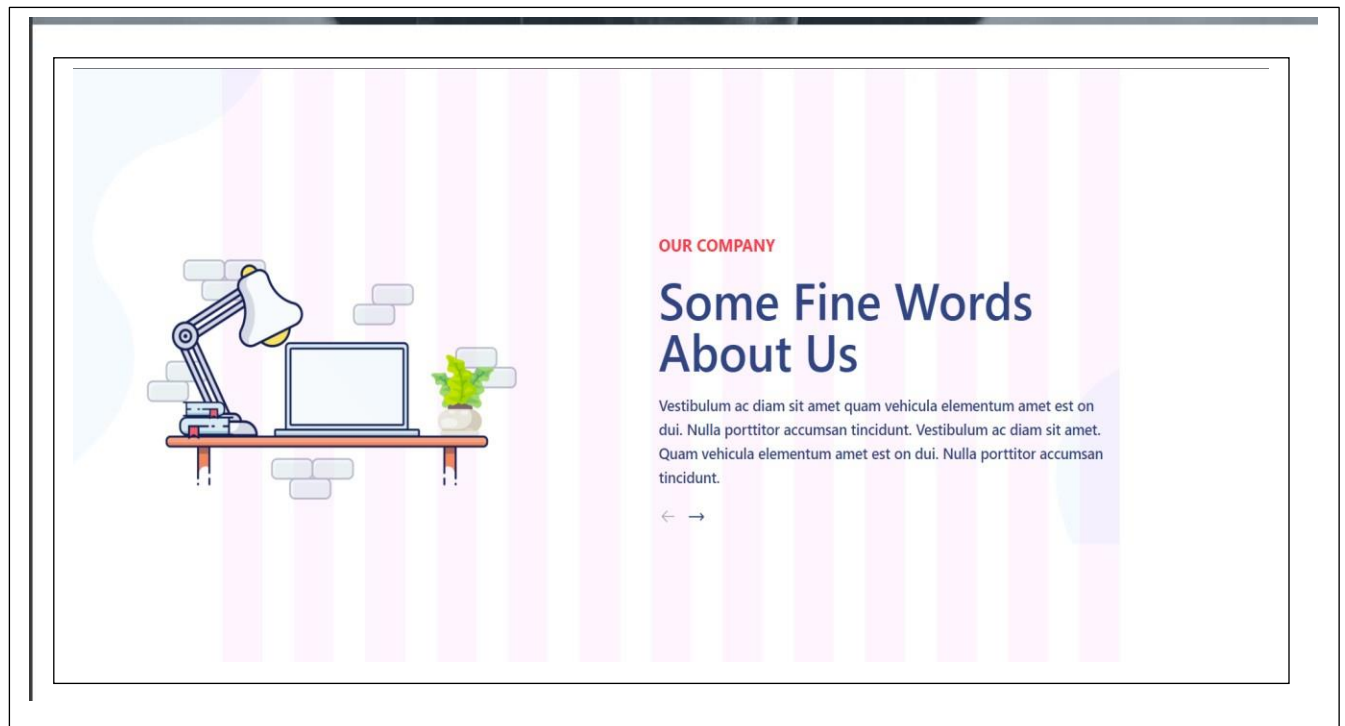 OUR COMPANY
Some Fine Words
About Us
Vestibulum ac diam sit amet quam vehicula elementum amet est on
dui. Nulla porttitor accumsan tincidunt. Vestibulum ac diam sit amet.
Quam vehicula elementum amet est on dui. Nulla porttitor accumsan
tincidunt.
← →